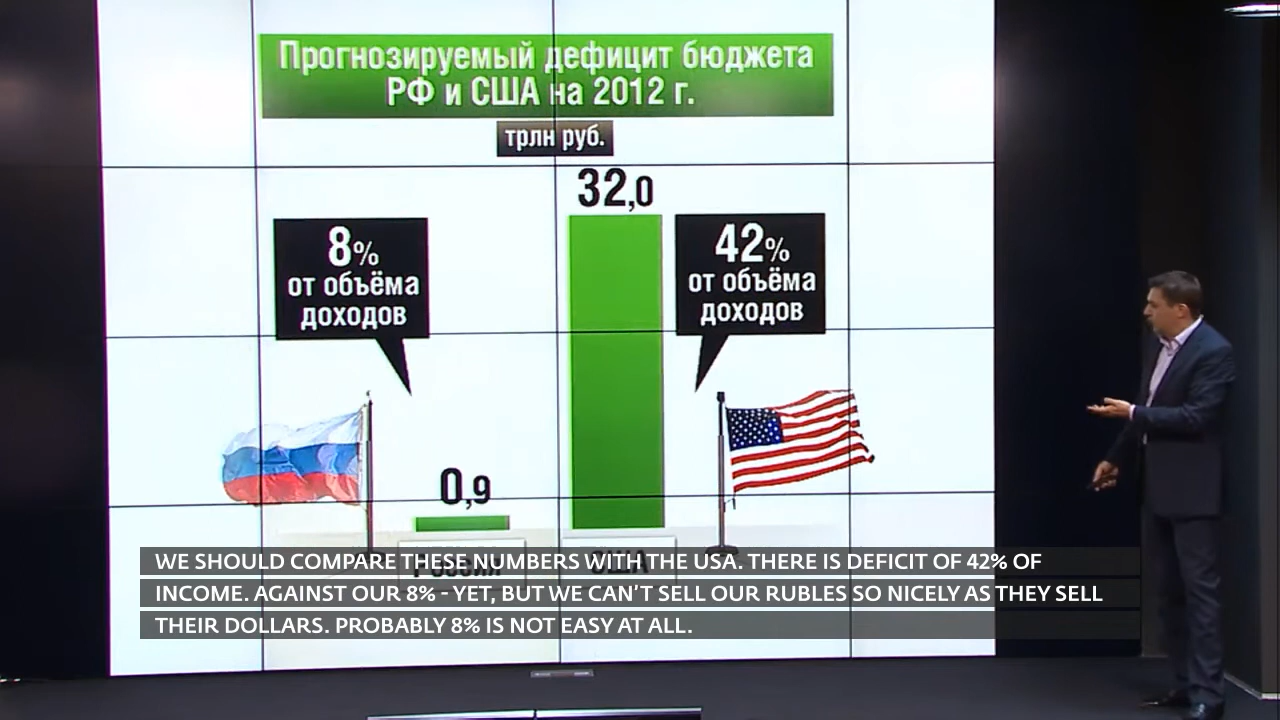 Прогнозируемый дефицит бюджета
РФ и США на 2012 г.
трлн руб.
32,0
8%
от объёма
доходов
42%
от объёма
доходов
0,9
Россия
США
WE SHOULD COMPARE THESE NUMBERS WITH THE USA. THERE IS DEFICIT OF 42% OF
INCOME. AGAINST OUR 8% - YET, BUT WE CAN'T SELL OUR RUBLES SO NICELY AS THEY SELL
THEIR DOLLARS. PROBABLY 8% IS NOT EASY AT ALL.